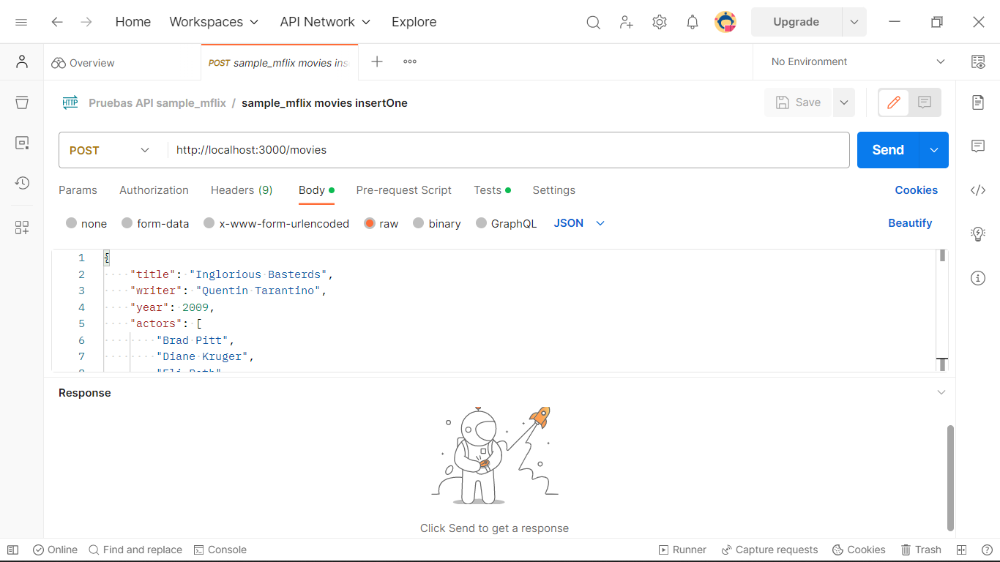 Home Workspaces API Network Explore Upgrade
Overview POST sample_mflix movies ins No Environment
HTTP Pruebas API sample_mflix / sample_mflix movies insertOne Save
POST http://localhost:3000/movies Send
Params Authorization Headers (9) Body Pre-request Script Tests Settings Cookies
none form-data x-www-form-urlencoded raw binary GraphQL JSON Beautify
1 {
2 "title": "Inglorious Basterds",
3 "writer": "Quentin Tarantino",
4 "year": 2009,
5 "actors": [
6 "Brad Pitt",
7 "Diane Kruger",
Response
Click Send to get a response
Online Find and replace Console Runner Capture requests Cookies Trash